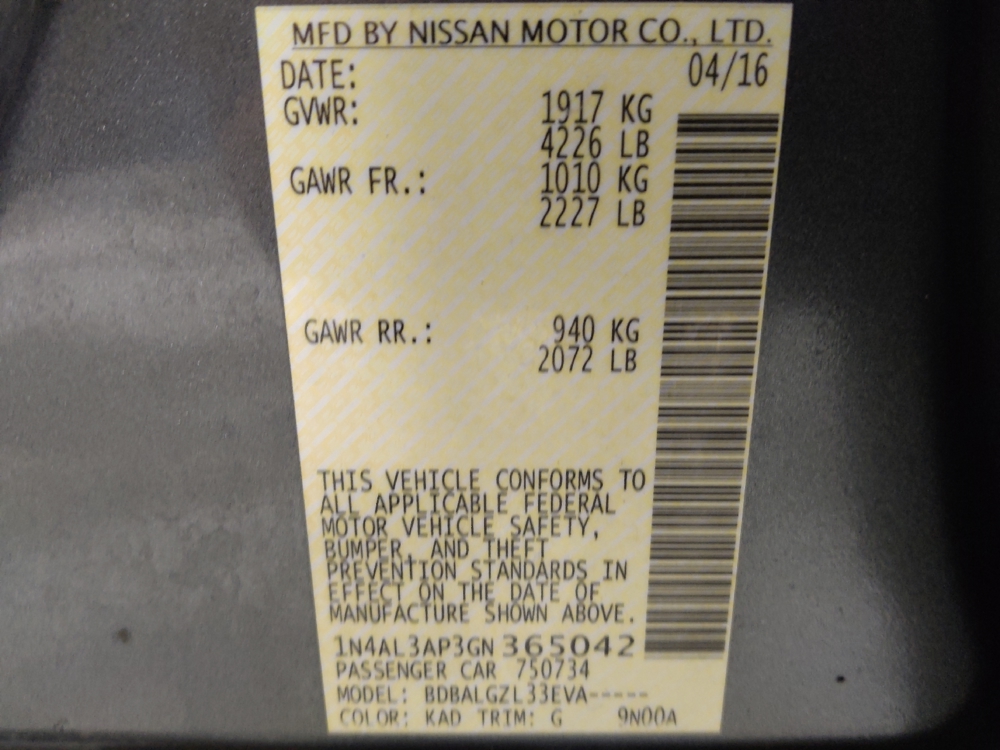 MFD BY NISSAN MOTOR CO., LTD.
DATE: 04/16
GVWR: 1917 KG
4226 LB
GAWR FR.: 1010 KG
2227 LB
GAWR RR.: 940 KG
2072 LB
THIS VEHICLE CONFORMS TO
ALL APPLICABLE FEDERAL
MOTOR VEHICLE SAFETY,
BUMPER, AND THEFT
PREVENTION STANDARDS IN
EFFECT ON THE DATE OF
MANUFACTURE SHOWN ABOVE.
1N4AL3AP3GN365042
PASSENGER CAR 750734
MODEL: BDBALGZL33EVA-----
COLOR: KAD TRIM: G 9N00A